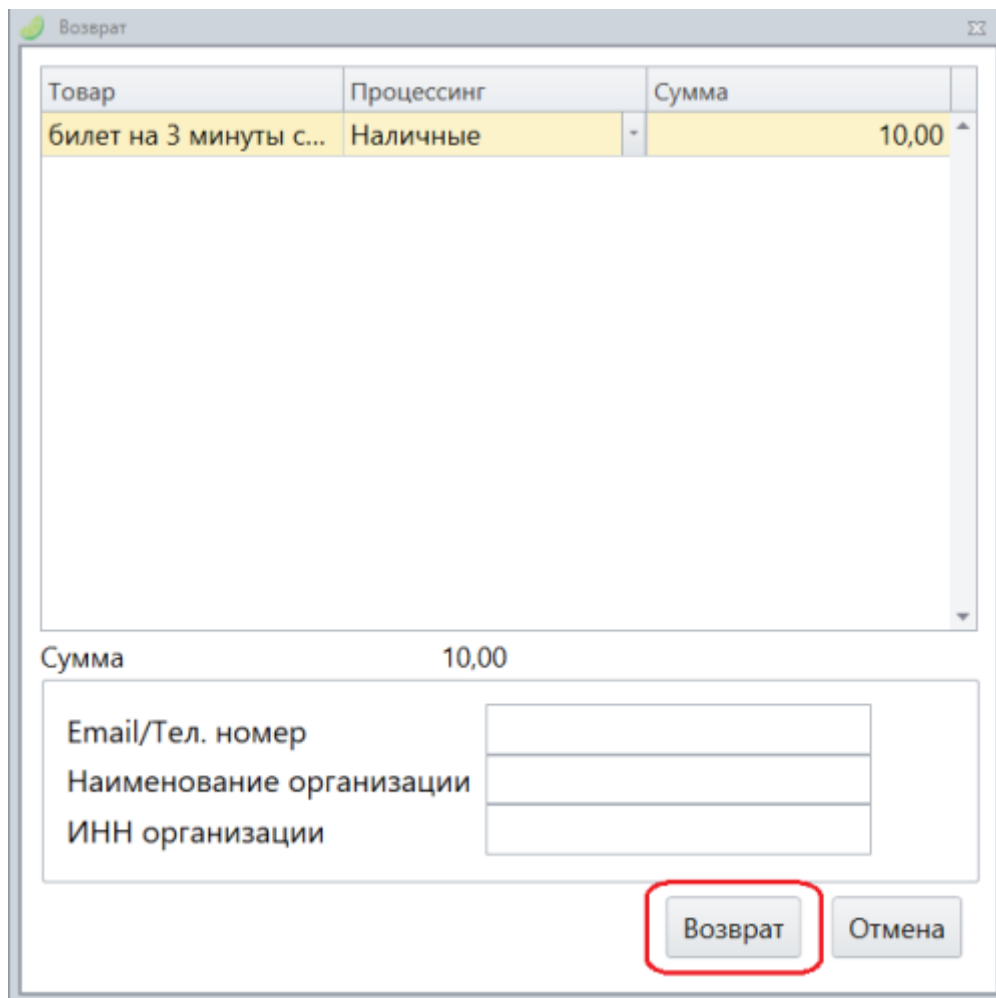 Возврат
Товар Процессинг Сумма
билет на 3 минуты с... Наличные 10,00
Сумма 10,00
Email/Тел. номер
Наименование организации
ИНН организации
Возврат Отмена